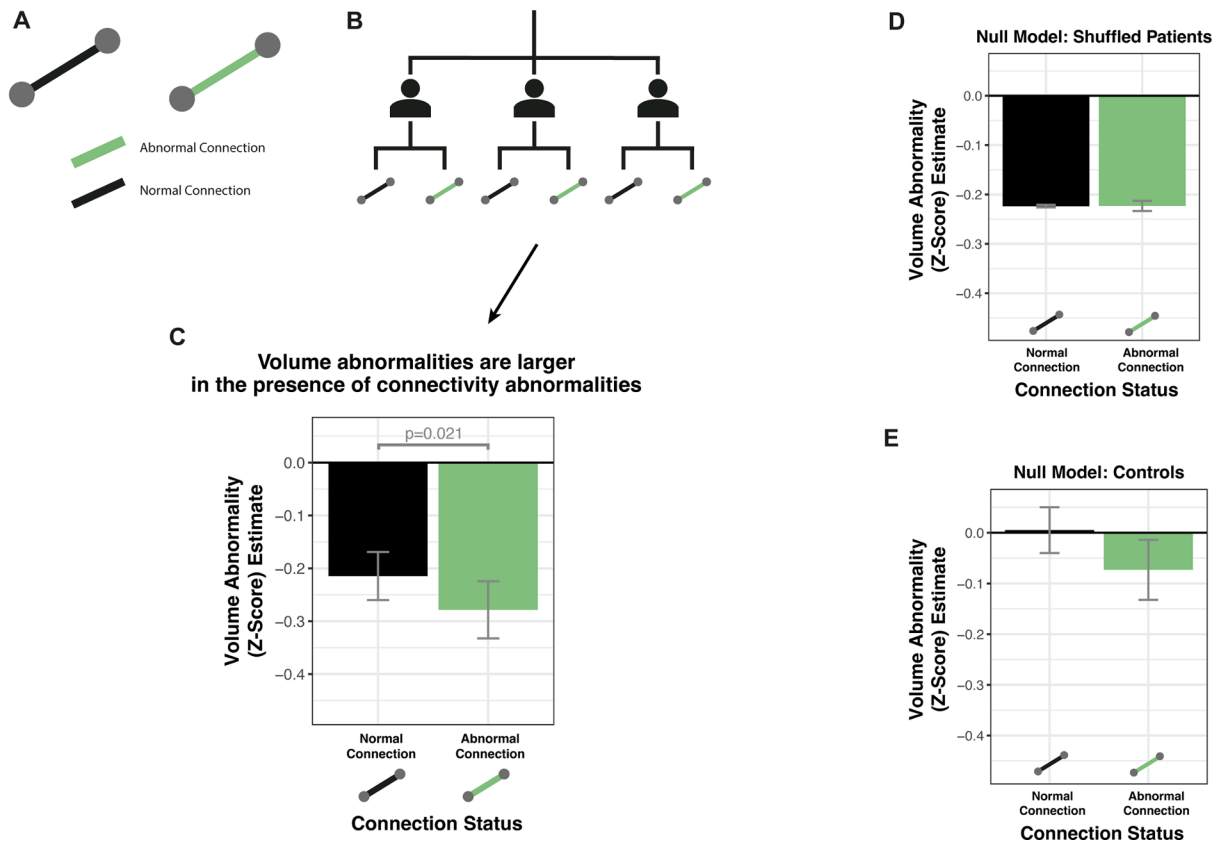 A
Abnormal Connection
Normal Connection
B
C
Volume abnormalities are larger
in the presence of connectivity abnormalities
p=0.021
0.0
−0.1
−0.2
−0.3
−0.4
Volume Abnormality
(Z-Score) Estimate
Normal
Connection
Abnormal
Connection
Connection Status
D
Null Model: Shuffled Patients
0.0
−0.1
−0.2
−0.3
−0.4
Volume Abnormality
(Z-Score) Estimate
Normal
Connection
Abnormal
Connection
Connection Status
E
Null Model: Controls
0.0
−0.1
−0.2
−0.3
−0.4
Volume Abnormality
(Z-Score) Estimate
Normal
Connection
Abnormal
Connection
Connection Status